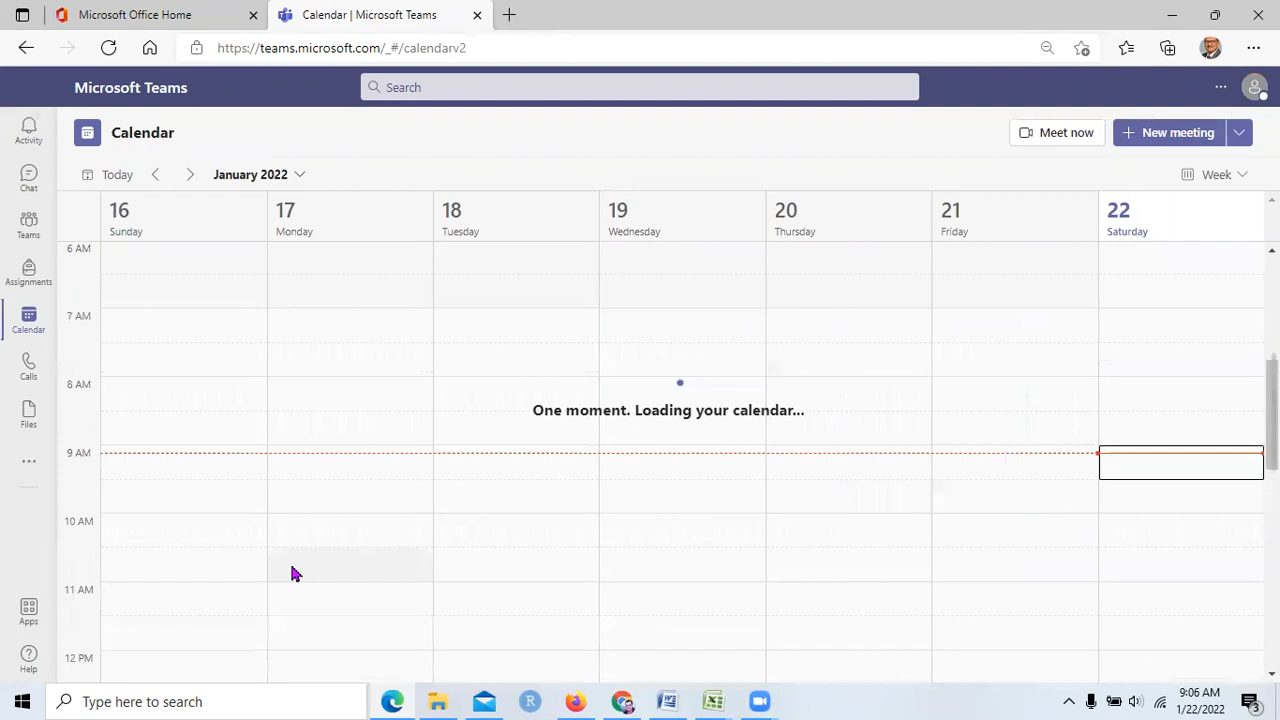 Microsoft Office Home
Calendar | Microsoft Teams
https://teams.microsoft.com/_#/calendarv2
Microsoft Teams
Search
Activity
Chat
Teams
Assignments
Calendar
Calls
Files
Apps
Help
Calendar
Meet now
New meeting
Today
January 2022
Week
16
Sunday
17
Monday
18
Tuesday
19
Wednesday
20
Thursday
21
Friday
22
Saturday
6 AM
7 AM
8 AM
One moment. Loading your calendar...
9 AM
10 AM
11 AM
12 PM
Type here to search
R
9:06 AM
1/22/2022
3